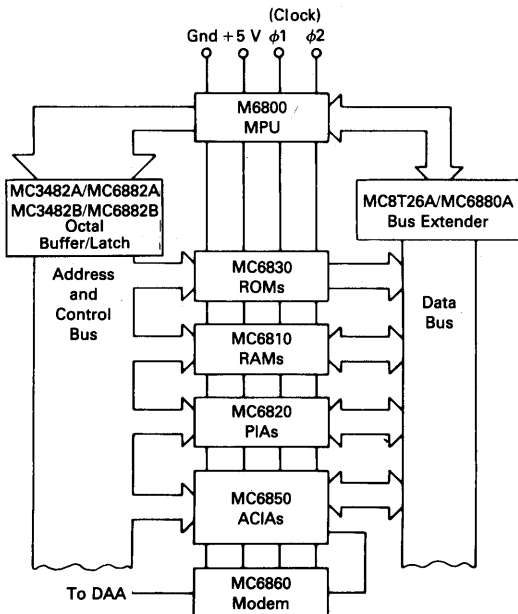 (Clock)
Gnd +5 V ϕ1 ϕ2
M6800
MPU
MC3482A/MC6882A
MC3482B/MC6882B
Octal
Buffer/Latch
MC8T26A/MC6880A
Bus Extender
Address
and
Control
Bus
MC6830
ROMs
Data
Bus
MC6810
RAMs
MC6820
PIAs
MC6850
ACIAs
To DAA
MC6860
Modem